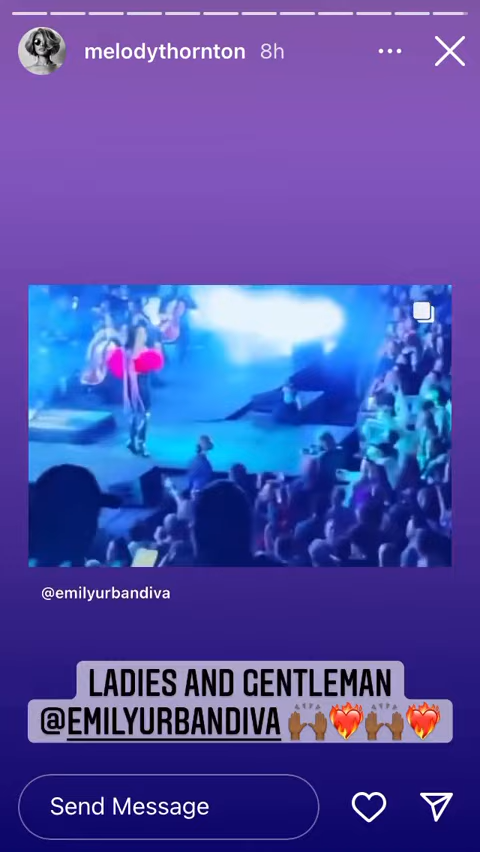 melodythornton 8h
@emilyurbandiva
LADIES AND GENTLEMAN
@EMILYURBANDIVA 🙌🏾❤️‍🔥🙌🏾❤️‍🔥
Send Message